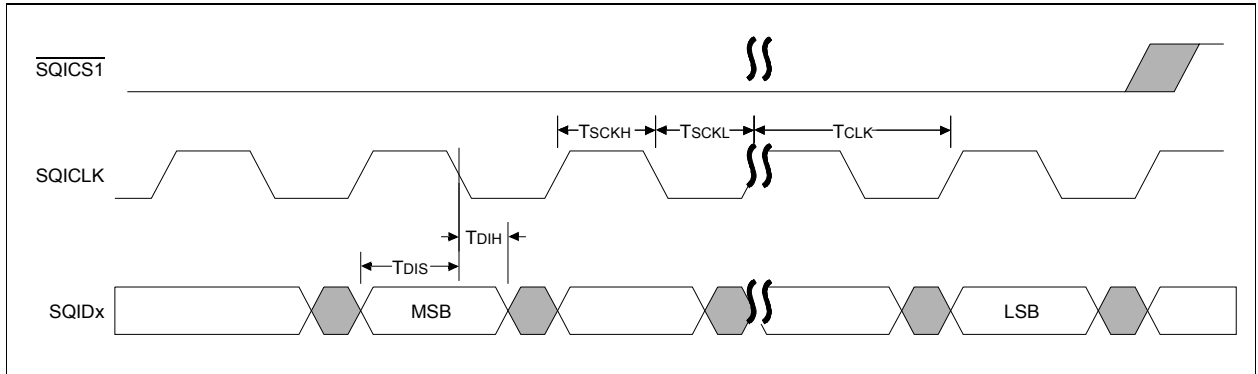 SQICS1
TSCKH TSCKL TCLK
SQICLK
TDIH
TDIS
SQIDx MSB LSB